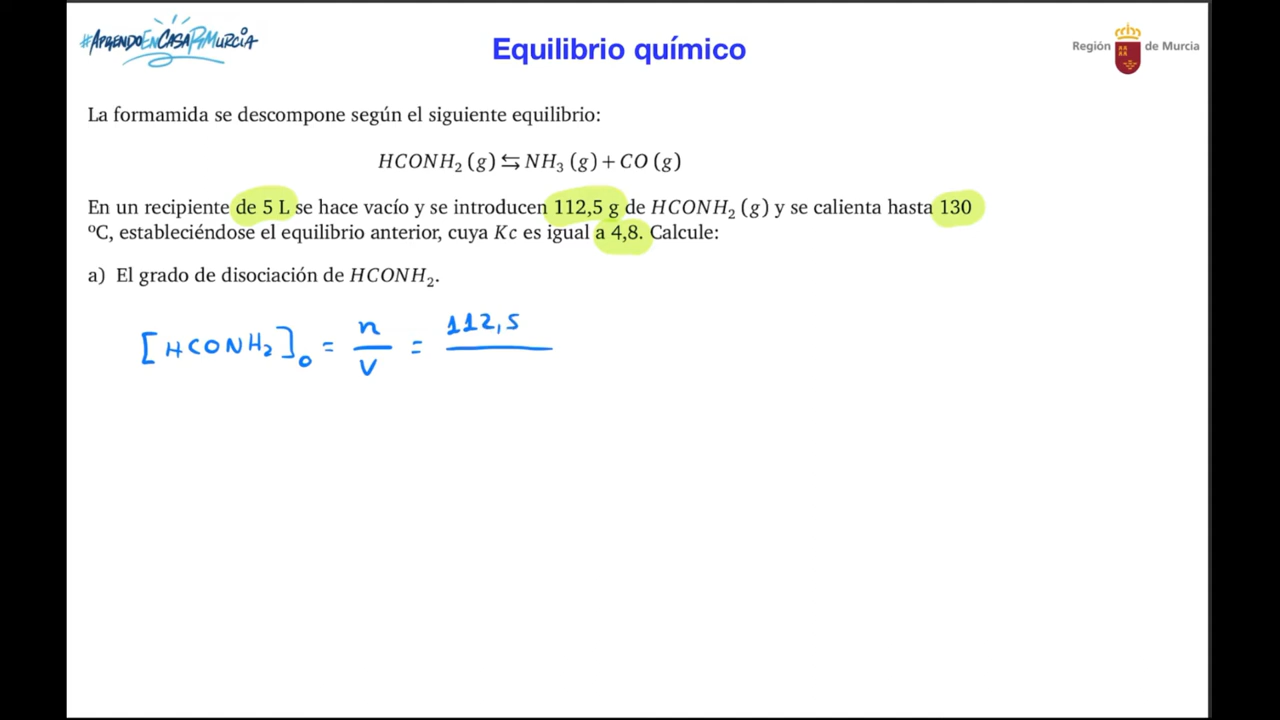 #APRENDOENCASARMURCIA
Equilibrio químico
Región de Murcia
La formamida se descompone según el siguiente equilibrio:
HCONH₂ (g) ⇆ NH₃ (g) + CO (g)
En un recipiente de 5 L se hace vacío y se introducen 112,5 g de HCONH₂ (g) y se calienta hasta 130
ºC, estableciéndose el equilibrio anterior, cuya Kc es igual a 4,8. Calcule:
a) El grado de disociación de HCONH₂.
[HCONH₂]₀ = n/V = 112,5